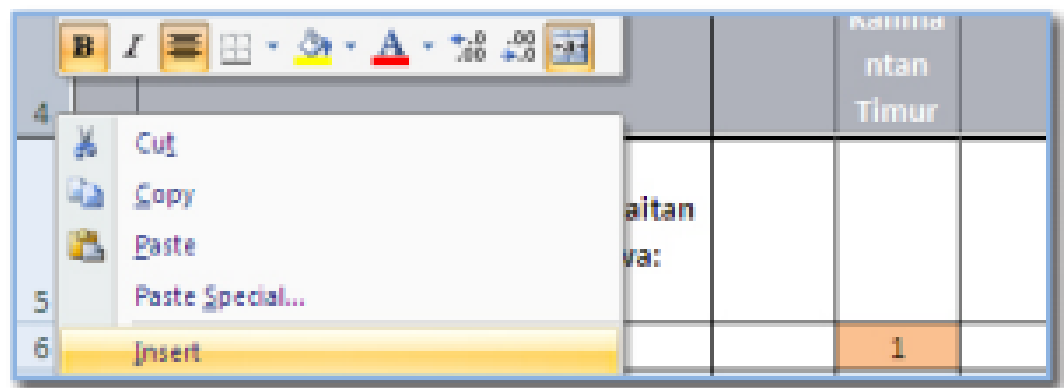 B I A
ntan
4 Timur
Cut
Copy
aitan
Paste
va:
5 Paste Special...
6 Insert 1